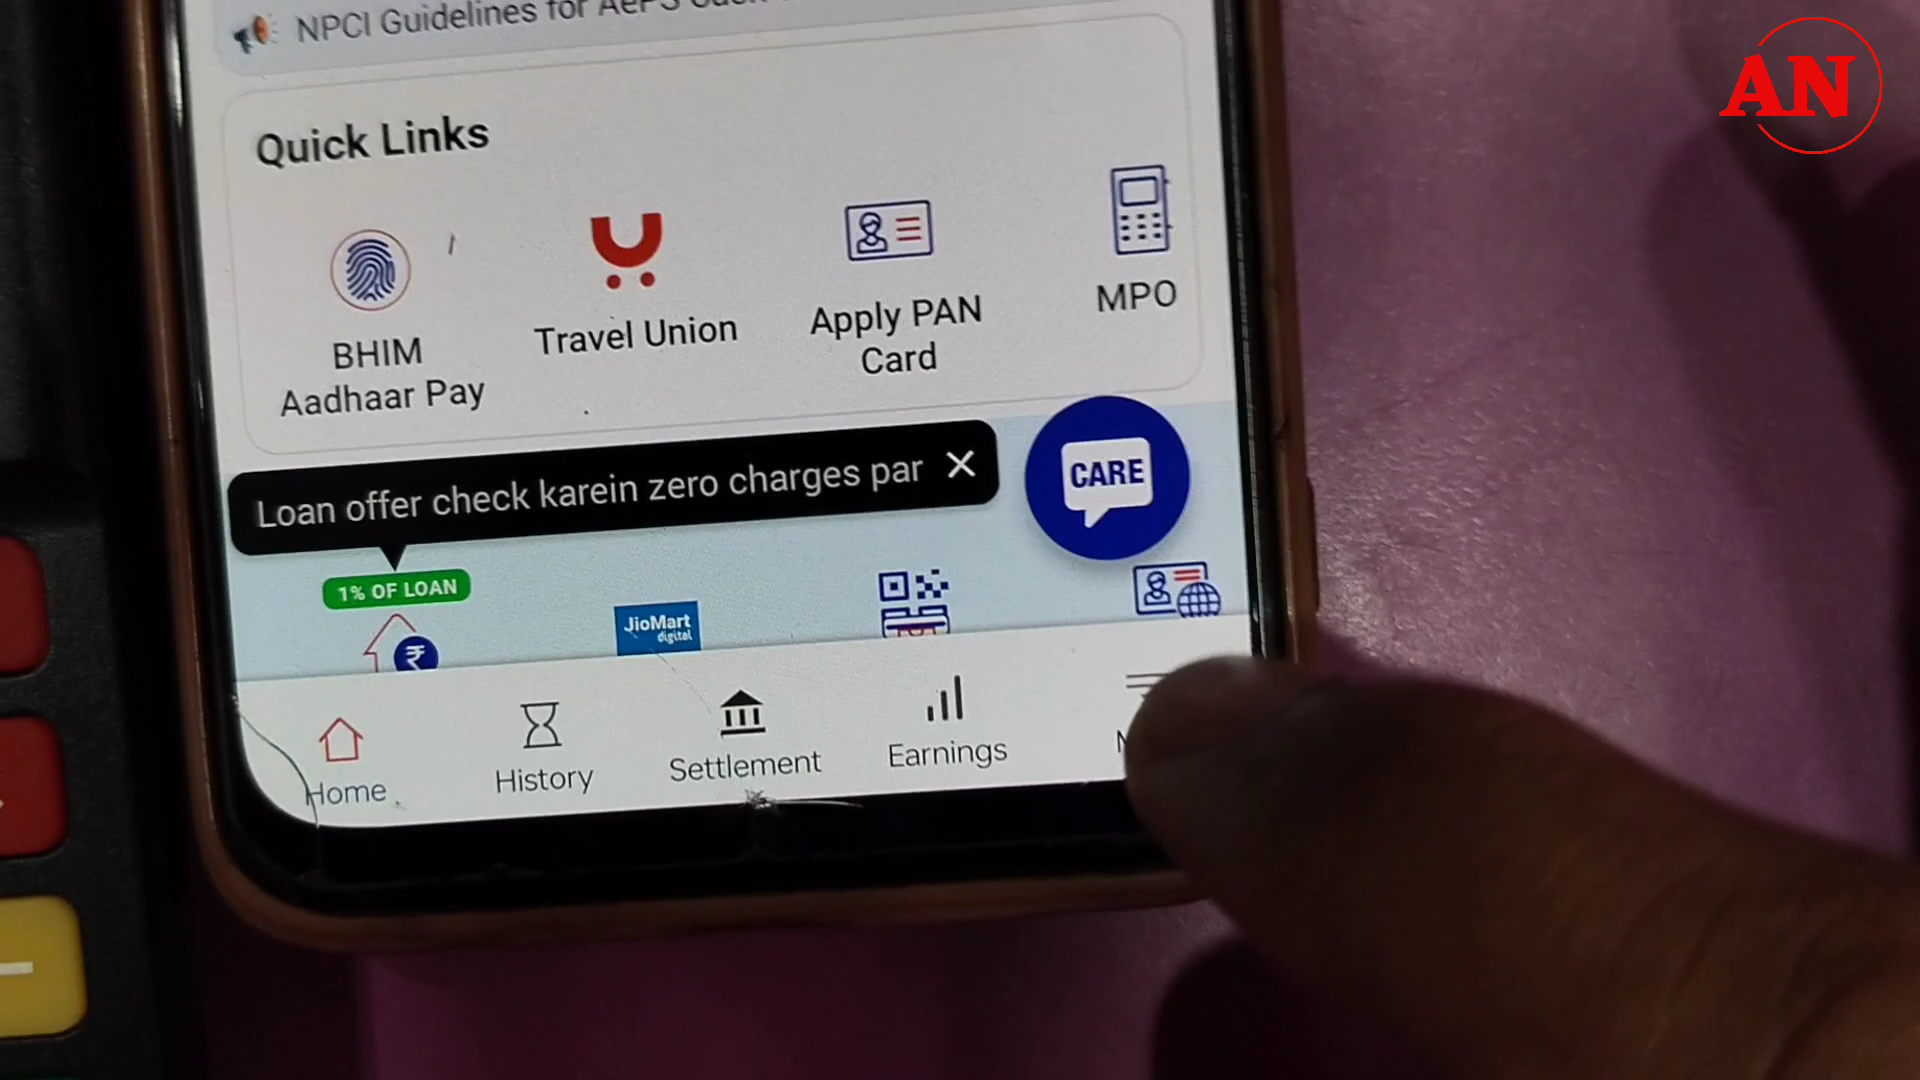 AN
NPCI Guidelines for AePS
Quick Links
BHIM
Aadhaar Pay
Travel Union
Apply PAN
Card
MPO
Loan offer check karein zero charges par
CARE
1% OF LOAN
JioMart
digital
Home
History
Settlement
Earnings